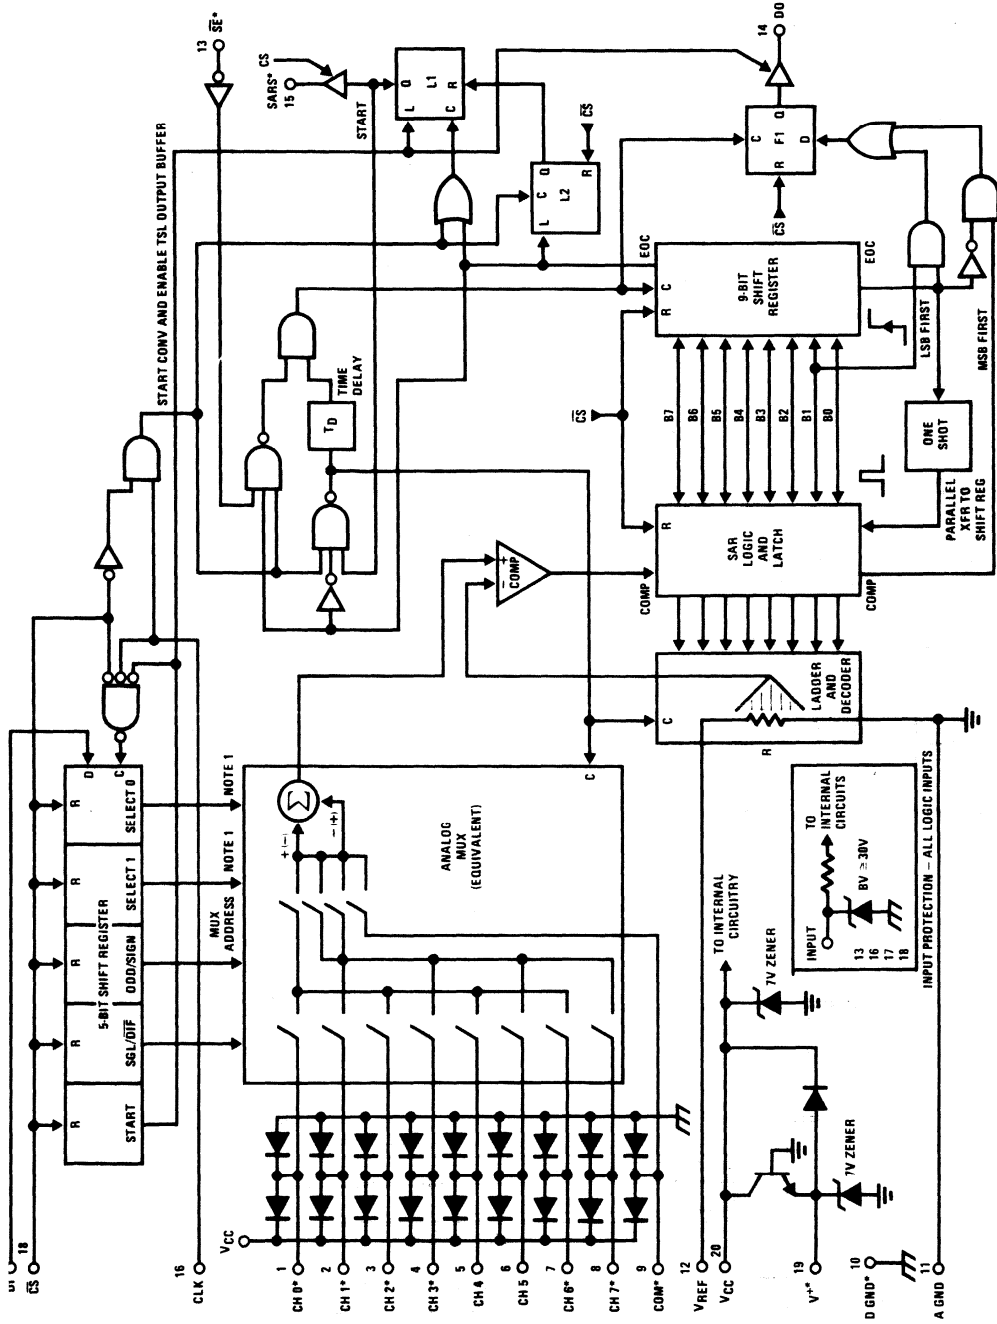 DI
18
CS
16
CLK
START
SGL/DIF
ODD/SIGN
SELECT 1
SELECT 0
5-BIT SHIFT REGISTER
R
R
R
R
R
D
C
MUX
ADDRESS
NOTE 1
NOTE 1
START CONV AND ENABLE TSL OUTPUT BUFFER
13
SE*
SARS*
15
CS
START
L
Q
L1
C
R
L
C
Q
L2
R
CS
TD
TIME
DELAY
VCC
1
CH 0*
2
CH 1*
3
CH 2*
4
CH 3*
5
CH 4
6
CH 5
7
CH 6*
8
CH 7*
9
COM*
ANALOG
MUX
(EQUIVALENT)
Σ
+(−)
−(+)
C
− +
COMP
COMP
COMP
R
SAR
LOGIC
AND
LATCH
LADDER
AND
DECODER
C
R
CS
B7
B6
B5
B4
B3
B2
B1
B0
EOC
EOC
R
C
9-BIT
SHIFT
REGISTER
CS
C
R
F1
Q
D
14
DO
LSB FIRST
MSB FIRST
ONE
SHOT
PARALLEL
XFR TO
SHIFT REG
12
VREF
20
VCC
19
V+*
10
D GND*
11
A GND
TO INTERNAL
CIRCUITRY
7V ZENER
7V ZENER
INPUT
13
16
17
18
TO
INTERNAL
CIRCUITS
BV ≥ 30V
INPUT PROTECTION – ALL LOGIC INPUTS